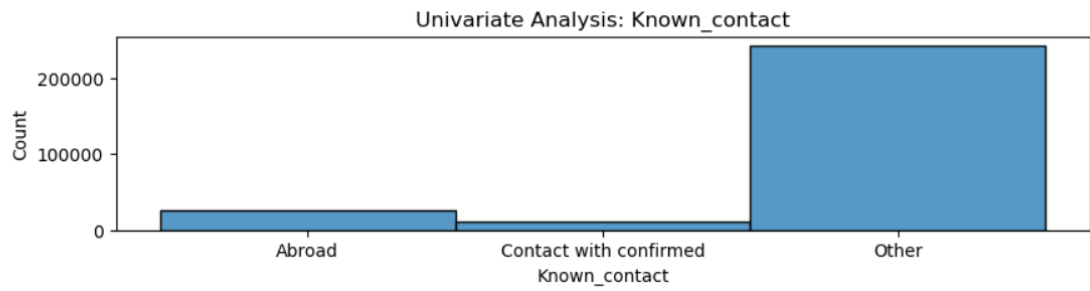 Univariate Analysis: Known_contact
200000
100000
0
Count
Abroad Contact with confirmed Other
Known_contact